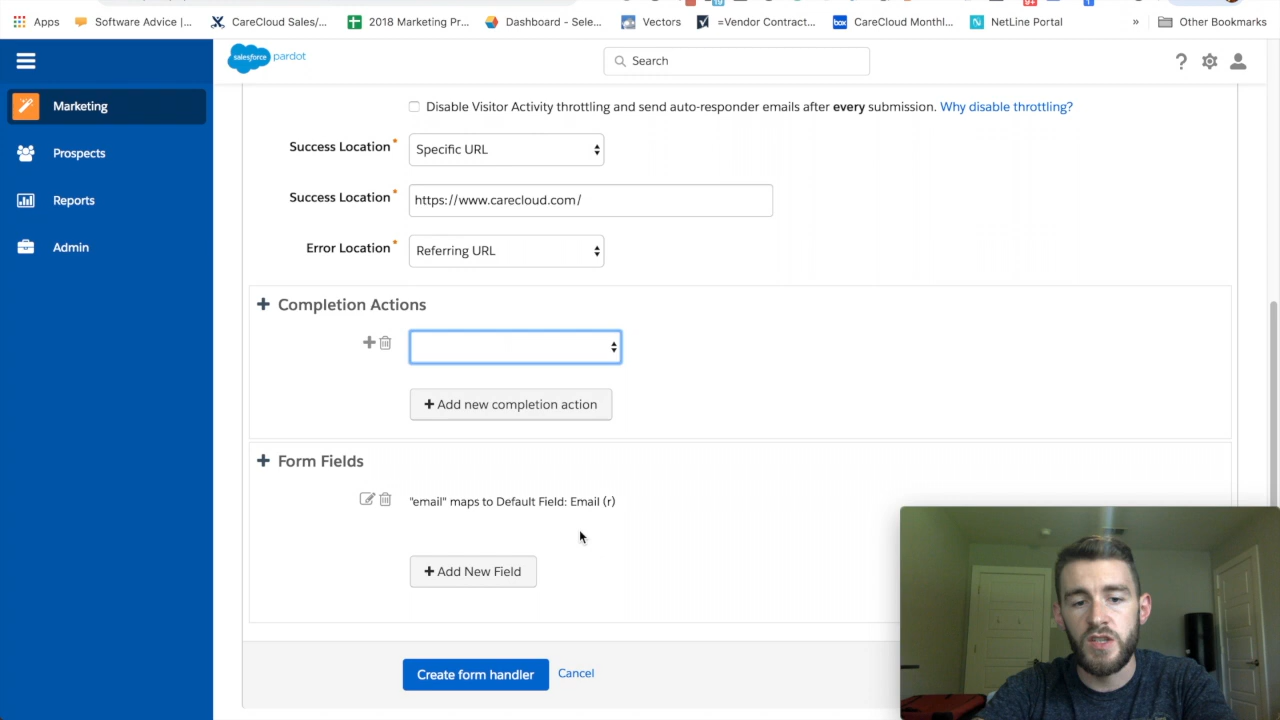 Apps
Software Advice |...
CareCloud Sales/...
2018 Marketing Pr...
Dashboard - Sele...
Vectors
=Vendor Contract...
box
CareCloud Monthl...
N
NetLine Portal
»
Other Bookmarks
salesforce pardot
Search
?
Marketing
Prospects
Reports
Admin
Disable Visitor Activity throttling and send auto-responder emails after every submission. Why disable throttling?
Success Location*
Specific URL
Success Location*
https://www.carecloud.com/
Error Location*
Referring URL
+ Completion Actions
+ Add new completion action
+ Form Fields
"email" maps to Default Field: Email (r)
+ Add New Field
Create form handler
Cancel